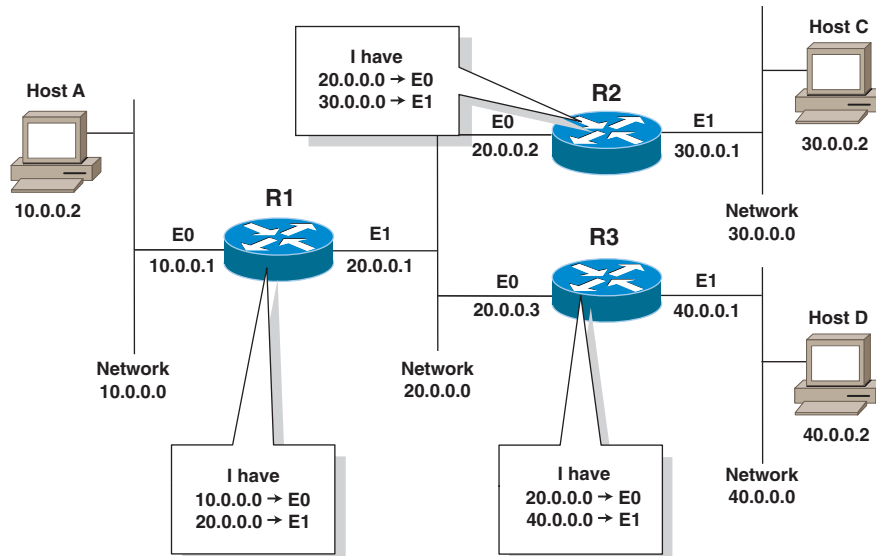 Host A
10.0.0.2
E0
10.0.0.1
R1
E1
20.0.0.1
Network
10.0.0.0
I have
10.0.0.0 → E0
20.0.0.0 → E1
I have
20.0.0.0 → E0
30.0.0.0 → E1
E0
20.0.0.2
R2
E1
30.0.0.1
Host C
30.0.0.2
Network
30.0.0.0
Network
20.0.0.0
E0
20.0.0.3
R3
E1
40.0.0.1
Host D
40.0.0.2
Network
40.0.0.0
I have
20.0.0.0 → E0
40.0.0.0 → E1